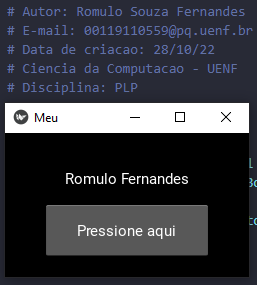 # Autor: Romulo Souza Fernandes
# E-mail: 00119110559@pq.uenf.br
# Data de criacao: 28/10/22
# Ciencia da Computacao - UENF
# Disciplina: PLP
Meu
Romulo Fernandes
Pressione aqui